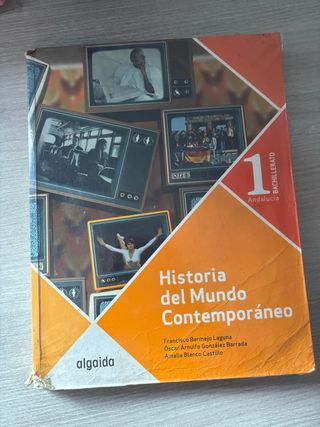 1
BACHILLERATO
Andalucía
Historia
del Mundo
Contemporáneo
Francisco Bermejo Laguna
Óscar Arnulfo González Barrada
Amalia Blanco Castillo
algaida